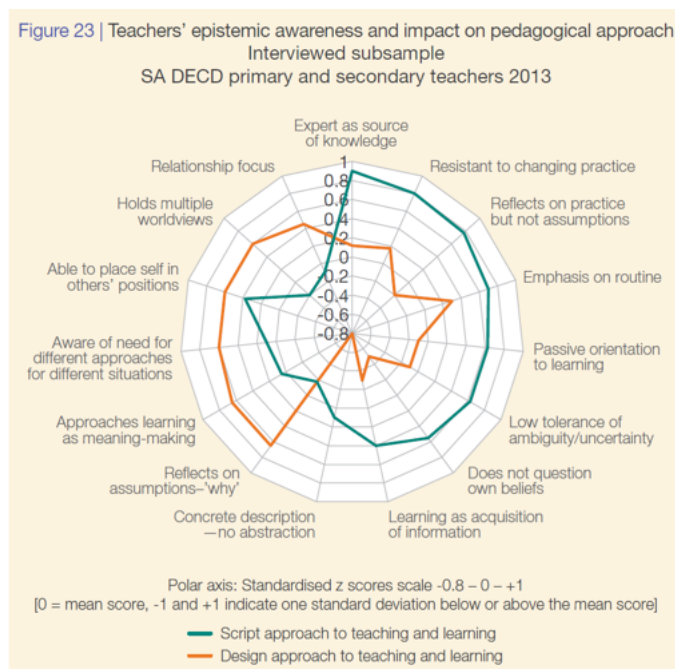 Figure 23 | Teachers' epistemic awareness and impact on pedagogical approach
Interviewed subsample
SA DECD primary and secondary teachers 2013
Expert as source
of knowledge
Resistant to changing practice
Reflects on practice
but not assumptions
Emphasis on routine
Passive orientation
to learning
Low tolerance of
ambiguity/uncertainty
Does not question
own beliefs
Learning as acquisition
of information
Concrete description
—no abstraction
Reflects on
assumptions–'why'
Approaches learning
as meaning-making
Aware of need for
different approaches
for different situations
Able to place self in
others' positions
Holds multiple
worldviews
Relationship focus
1
0.8
0.6
0.4
0.2
0
-0.2
-0.4
-0.6
-0.8
Polar axis: Standardised z scores scale -0.8 – 0 – +1
[0 = mean score, -1 and +1 indicate one standard deviation below or above the mean score]
Script approach to teaching and learning
Design approach to teaching and learning